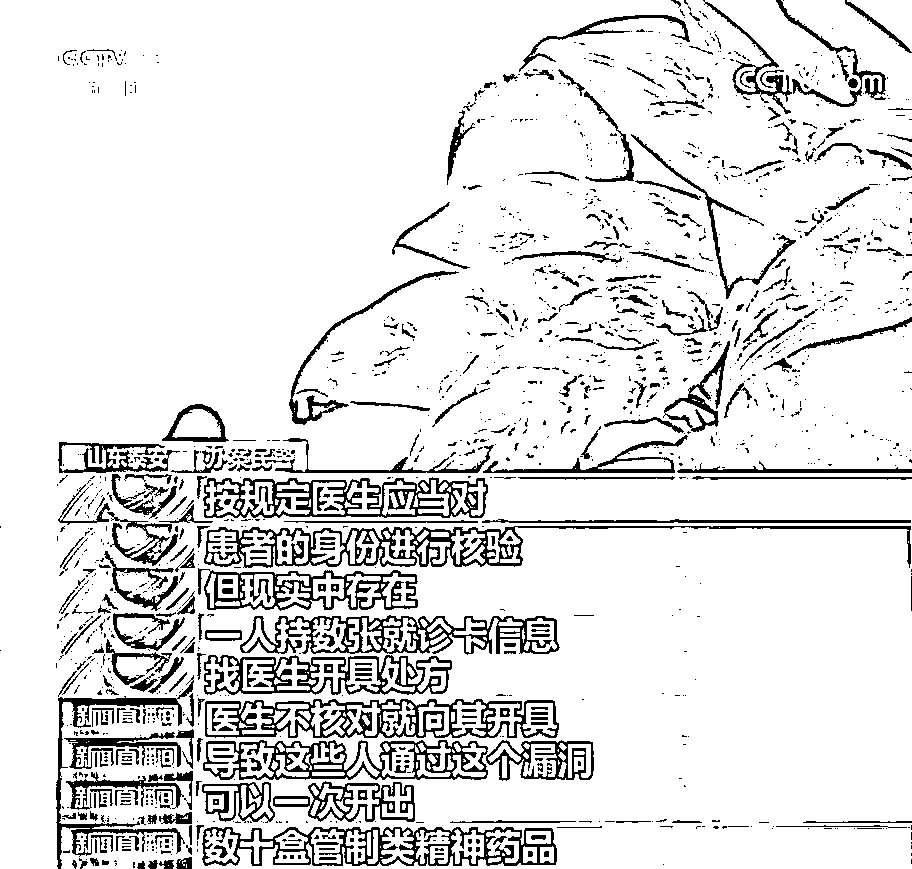 CCTV
CCTV.com
山东泰安 办案民警
按规定医生应当对
患者的身份进行核验
但现实中存在
一人持数张就诊卡信息
找医生开具处方
新闻直播间 医生不核对就向其开具
新闻直播间 导致这些人通过这个漏洞
新闻直播间 可以一次开出
新闻直播间 数十盒管制类精神药品